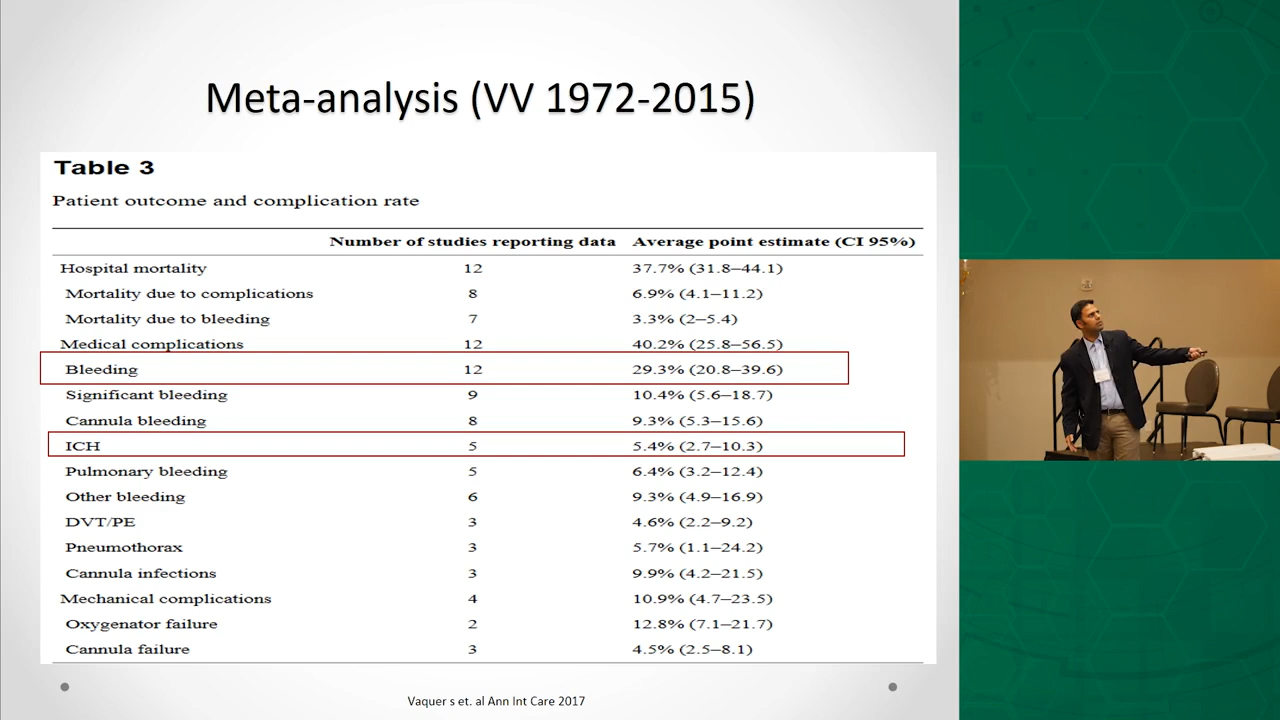 Meta-analysis (VV 1972-2015)
Table 3
Patient outcome and complication rate
Number of studies reporting data Average point estimate (CI 95%)
Hospital mortality 12 37.7% (31.8–44.1)
Mortality due to complications 8 6.9% (4.1–11.2)
Mortality due to bleeding 7 3.3% (2–5.4)
Medical complications 12 40.2% (25.8–56.5)
Bleeding 12 29.3% (20.8–39.6)
Significant bleeding 9 10.4% (5.6–18.7)
Cannula bleeding 8 9.3% (5.3–15.6)
ICH 5 5.4% (2.7–10.3)
Pulmonary bleeding 5 6.4% (3.2–12.4)
Other bleeding 6 9.3% (4.9–16.9)
DVT/PE 3 4.6% (2.2–9.2)
Pneumothorax 3 5.7% (1.1–24.2)
Cannula infections 3 9.9% (4.2–21.5)
Mechanical complications 4 10.9% (4.7–23.5)
Oxygenator failure 2 12.8% (7.1–21.7)
Cannula failure 3 4.5% (2.5–8.1)
Vaquer s et. al Ann Int Care 2017